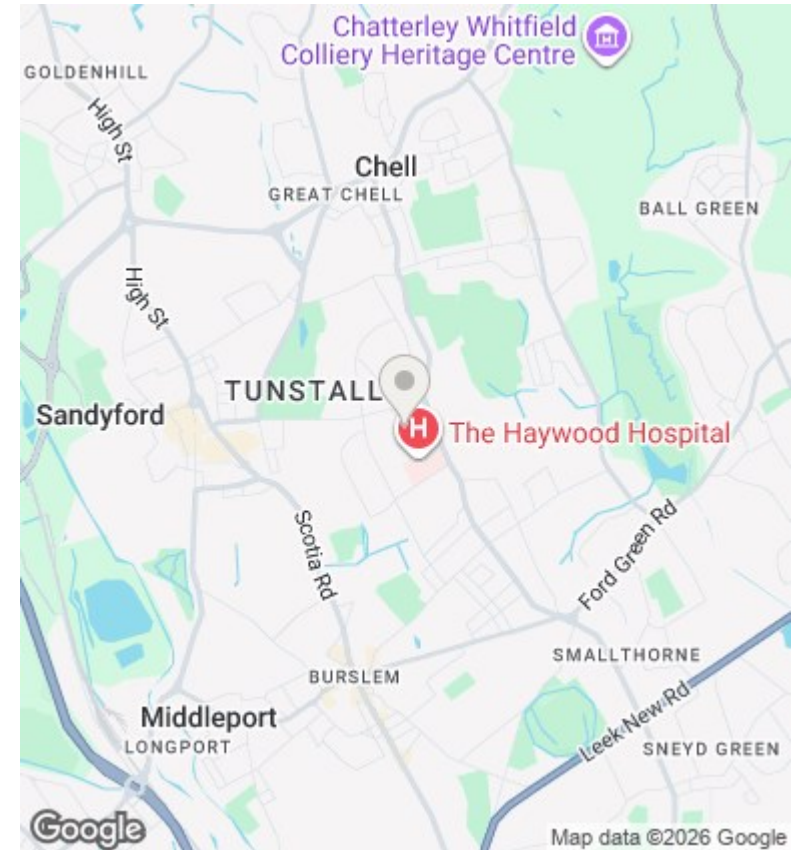 Chatterley Whitfield
Colliery Heritage Centre
GOLDENHILL
High St
Chell
GREAT CHELL
BALL GREEN
High St
TUNSTALL
Sandyford
H
The Haywood Hospital
Scotia Rd
Ford Green Rd
SMALLTHORNE
BURSLEM
Middleport
LONGPORT
Leek New Rd
SNEYD GREEN
Google
Map data ©2026 Google